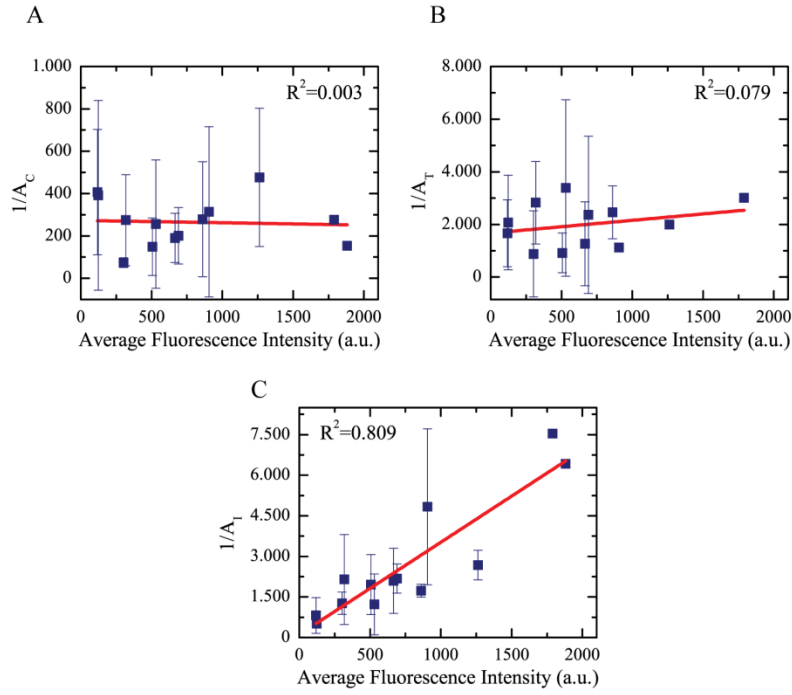 A
B
1.000
800
600
400
200
0
1/A_C
R²=0.003
0
500
1000
1500
2000
Average Fluorescence Intensity (a.u.)
8.000
6.000
4.000
2.000
0
1/A_T
R²=0.079
0
500
1000
1500
2000
Average Fluorescence Intensity (a.u.)
C
7.500
6.000
4.500
3.000
1.500
0
1/A_I
R²=0.809
0
500
1000
1500
2000
Average Fluorescence Intensity (a.u.)